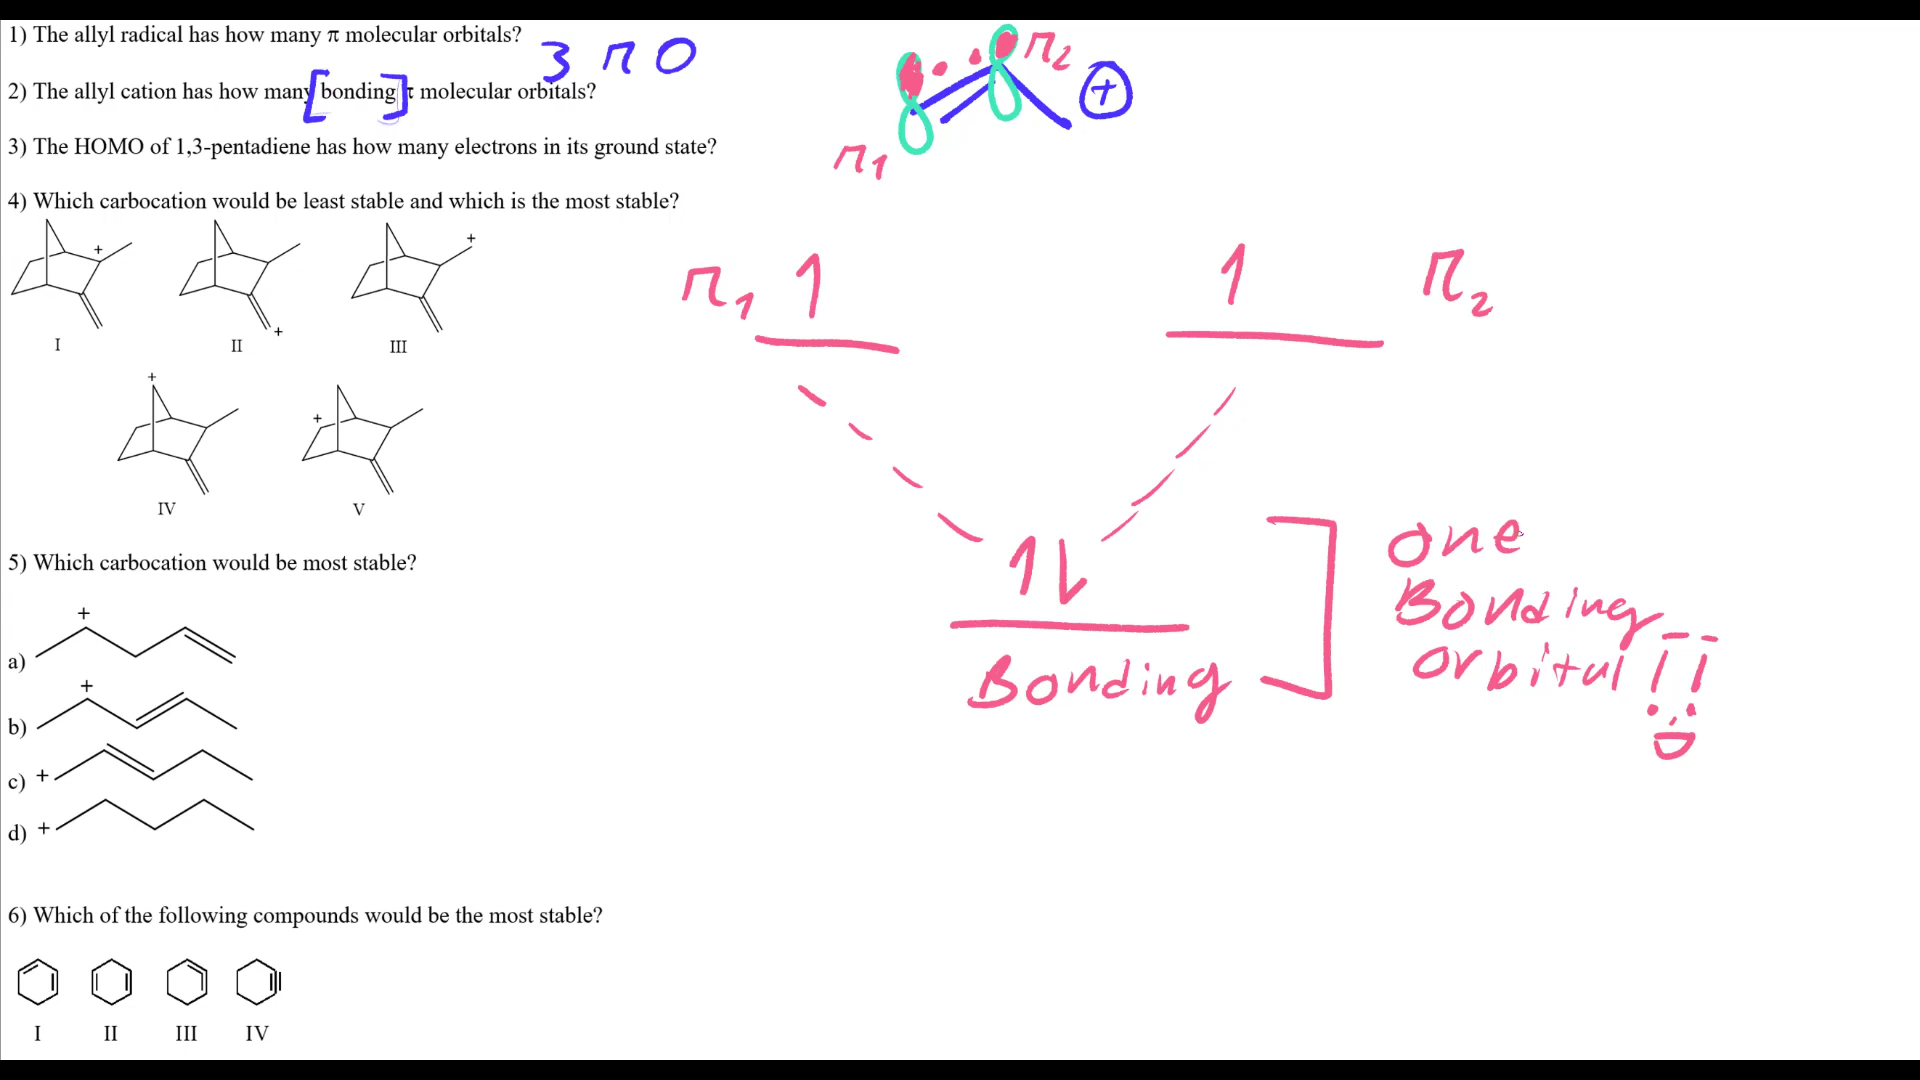 1) The allyl radical has how many π molecular orbitals?
3 π O
2) The allyl cation has how many [bonding] π molecular orbitals?
3) The HOMO of 1,3-pentadiene has how many electrons in its ground state?
4) Which carbocation would be least stable and which is the most stable?
+
+
+
I
II
III
+
+
IV
V
5) Which carbocation would be most stable?
+
a)
+
b)
c) +
d) +
6) Which of the following compounds would be the most stable?
I
II
III
IV
π2
+
π1
π1 1
1 π2
1L
Bonding
one
Bonding
orbitul !!